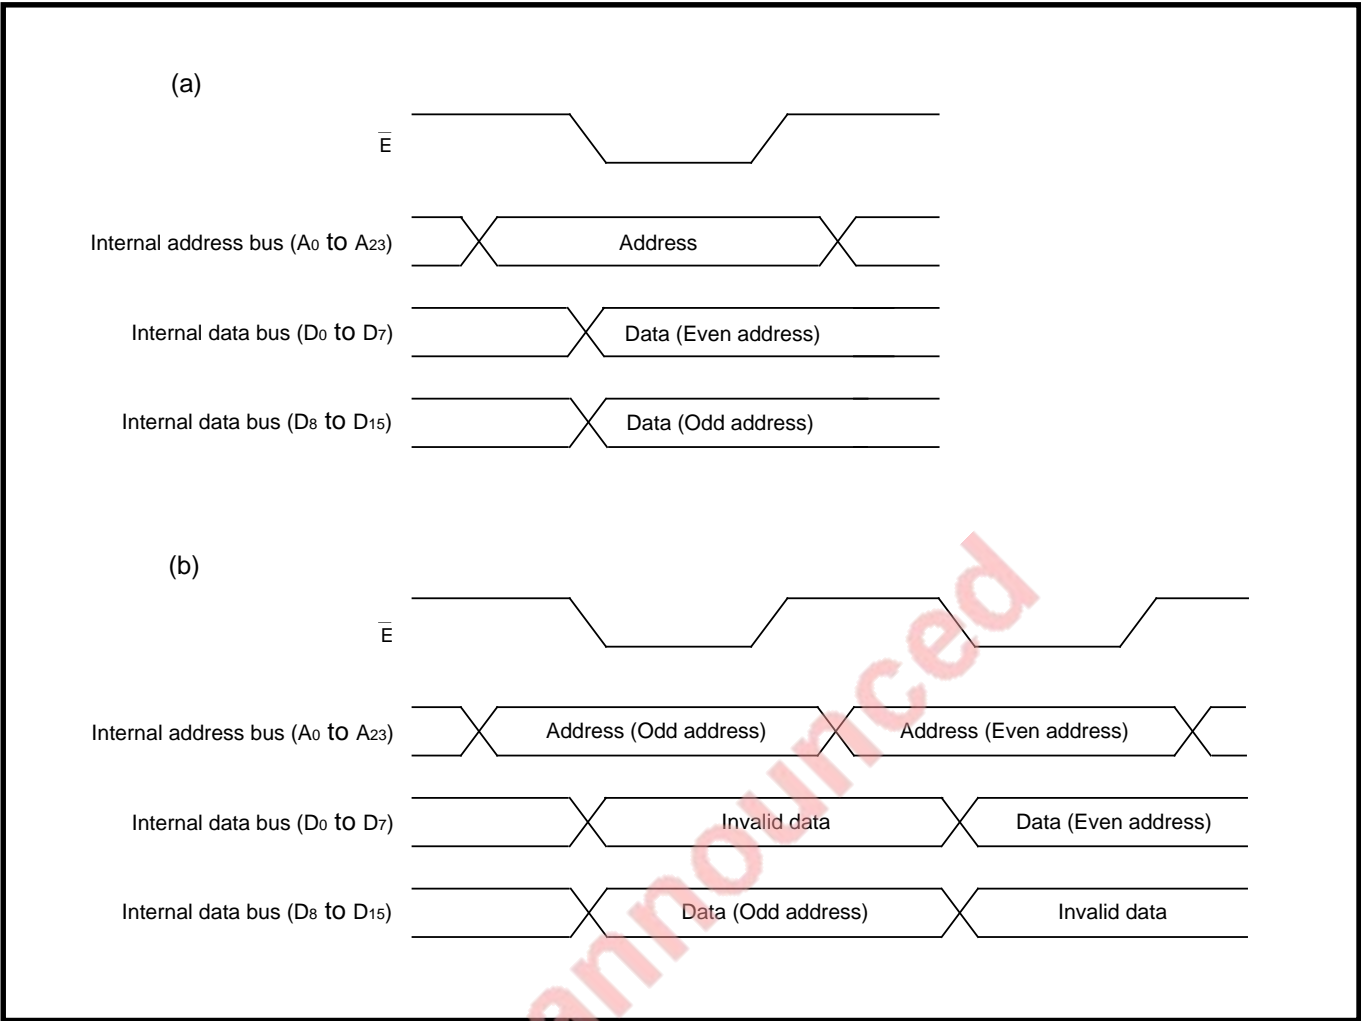 (a)
E̅
Internal address bus (A0 to A23)
Address
Internal data bus (D0 to D7)
Data (Even address)
Internal data bus (D8 to D15)
Data (Odd address)
(b)
E̅
Internal address bus (A0 to A23)
Address (Odd address)
Address (Even address)
Internal data bus (D0 to D7)
Invalid data
Data (Even address)
Internal data bus (D8 to D15)
Data (Odd address)
Invalid data
announced